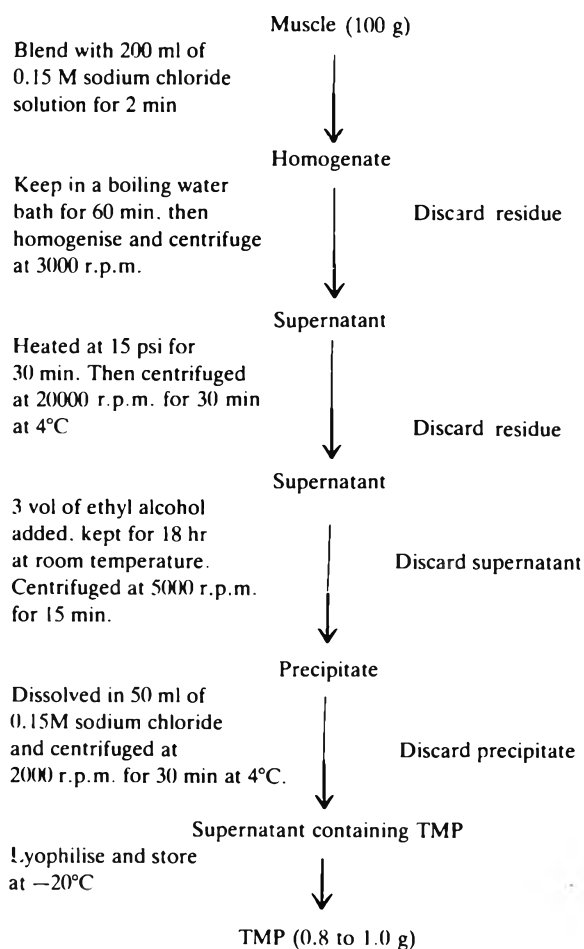 Muscle (100 g)
Blend with 200 ml of
0.15 M sodium chloride
solution for 2 min
Homogenate
Keep in a boiling water
bath for 60 min. then
homogenise and centrifuge
at 3000 r.p.m.
Discard residue
Supernatant
Heated at 15 psi for
30 min. Then centrifuged
at 20000 r.p.m. for 30 min
at 4°C
Discard residue
Supernatant
3 vol of ethyl alcohol
added. kept for 18 hr
at room temperature.
Centrifuged at 5000 r.p.m.
for 15 min.
Discard supernatant
Precipitate
Dissolved in 50 ml of
0.15M sodium chloride
and centrifuged at
2000 r.p.m. for 30 min at 4°C.
Discard precipitate
Supernatant containing TMP
Lyophilise and store
at −20°C
TMP (0.8 to 1.0 g)